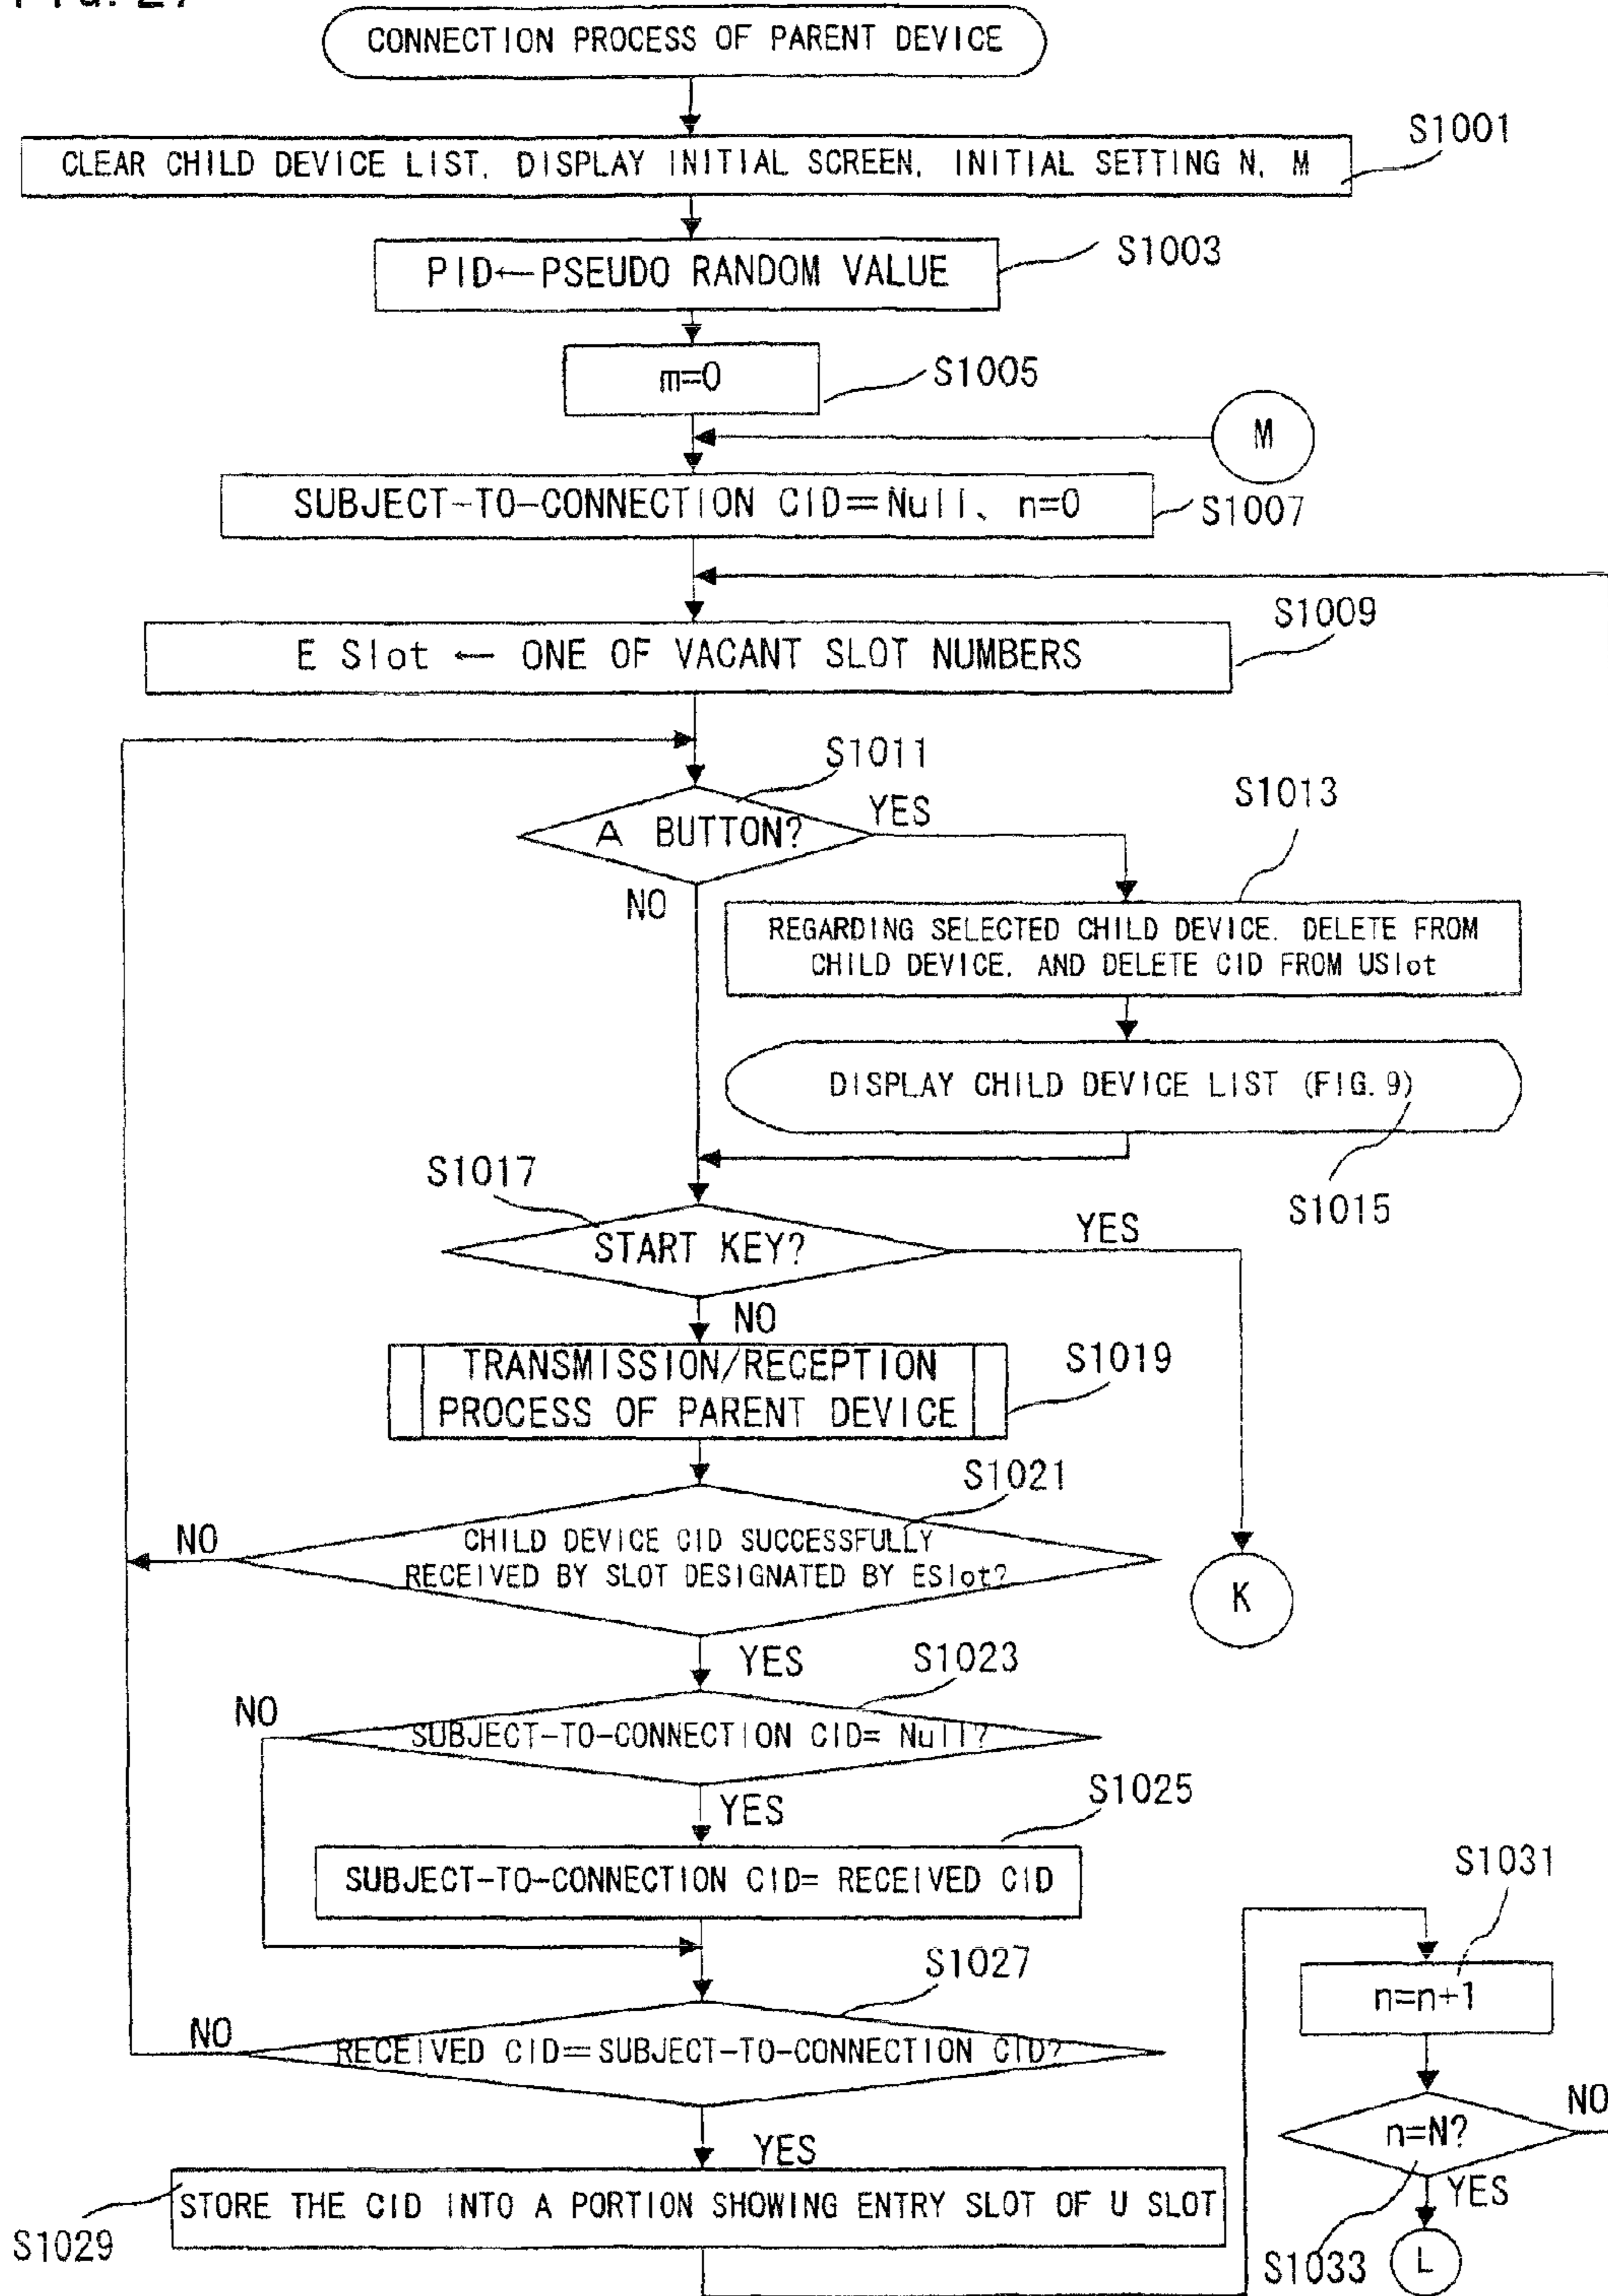 CONNECTION PROCESS OF PARENT DEVICE
S1001
CLEAR CHILD DEVICE LIST, DISPLAY INITIAL SCREEN, INITIAL SETTING N, M
S1003
PID←PSEUDO RANDOM VALUE
m=0
S1005
M
SUBJECT-TO-CONNECTION CID=Null、n=0
S1007
S1009
E Slot ← ONE OF VACANT SLOT NUMBERS
S1011
A BUTTON?
YES
NO
S1013
REGARDING SELECTED CHILD DEVICE, DELETE FROM
CHILD DEVICE, AND DELETE CID FROM USlot
DISPLAY CHILD DEVICE LIST (FIG. 9)
S1015
S1017
START KEY?
YES
NO
TRANSMISSION/RECEPTION
PROCESS OF PARENT DEVICE
S1019
S1021
CHILD DEVICE CID SUCCESSFULLY
RECEIVED BY SLOT DESIGNATED BY ESlot?
NO
K
YES
S1023
SUBJECT-TO-CONNECTION CID= Null?
NO
YES
S1025
SUBJECT-TO-CONNECTION CID= RECEIVED CID
S1027
RECEIVED CID=SUBJECT-TO-CONNECTION CID?
NO
YES
STORE THE CID INTO A PORTION SHOWING ENTRY SLOT OF U SLOT
S1029
S1031
n=n+1
n=N?
NO
YES
S1033
L